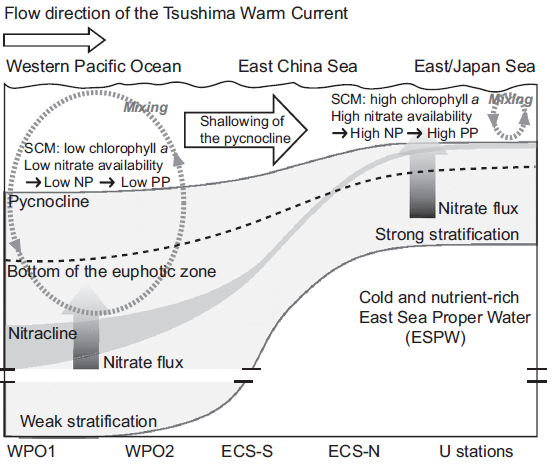 Flow direction of the Tsushima Warm Current
Western Pacific Ocean
East China Sea
East/Japan Sea
Mixing
SCM: low chlorophyll a
Low nitrate availability
→Low NP → Low PP
Shallowing of
the pycnocline
SCM: high chlorophyll a
High nitrate availability
→High NP → High PP
Mixing
Pycnocline
Nitrate flux
Strong stratification
Bottom of the euphotic zone
Cold and nutrient-rich
East Sea Proper Water
(ESPW)
Nitracline
Nitrate flux
Weak stratification
WPO1
WPO2
ECS-S
ECS-N
U stations